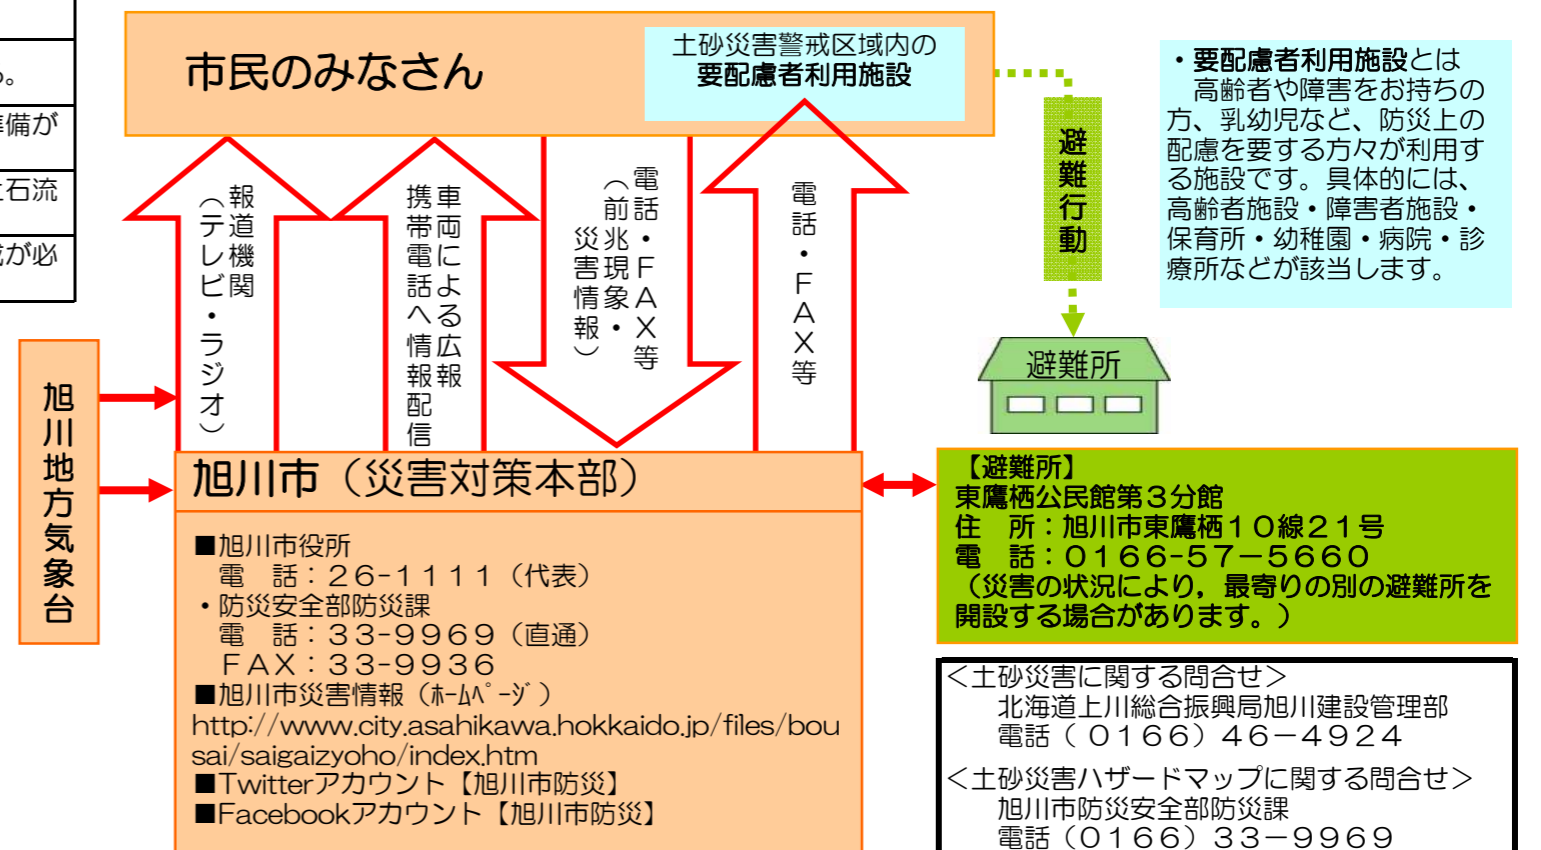 る。
準備が
土石流
成が必
市民のみなさん
土砂災害警戒区域内の
要配慮者利用施設
・要配慮者利用施設とは
高齢者や障害をお持ちの
方、乳幼児など、防災上の
配慮を要する方々が利用す
る施設です。具体的には、
高齢者施設・障害者施設・
保育所・幼稚園・病院・診
療所などが該当します。
報道機関
（テレビ・ラジオ）
車両による広報
携帯電話へ情報配信
電話・ＦＡＸ等
（前兆現象・
災害情報）
電話・ＦＡＸ等
避難行動
避難所
旭川地方気象台
旭川市（災害対策本部）
■旭川市役所
電　話：２６-１１１１（代表）
・防災安全部防災課
電　話：３３-９９６９（直通）
ＦＡＸ：３３-９９３６
■旭川市災害情報（ﾎｰﾑﾍﾟｰｼﾞ）
http://www.city.asahikawa.hokkaido.jp/files/bou
sai/saigaizyoho/index.htm
■Twitterアカウント【旭川市防災】
■Facebookアカウント【旭川市防災】
【避難所】
東鷹栖公民館第３分館
住　所：旭川市東鷹栖１０線２１号
電　話：０１６６-５７－５６６０
（災害の状況により，最寄りの別の避難所を
開設する場合があります。）
＜土砂災害に関する問合せ＞
北海道上川総合振興局旭川建設管理部
電話（０１６６）４６－４９２４
＜土砂災害ハザードマップに関する問合せ＞
旭川市防災安全部防災課
電話（０１６６）３３－９９６９